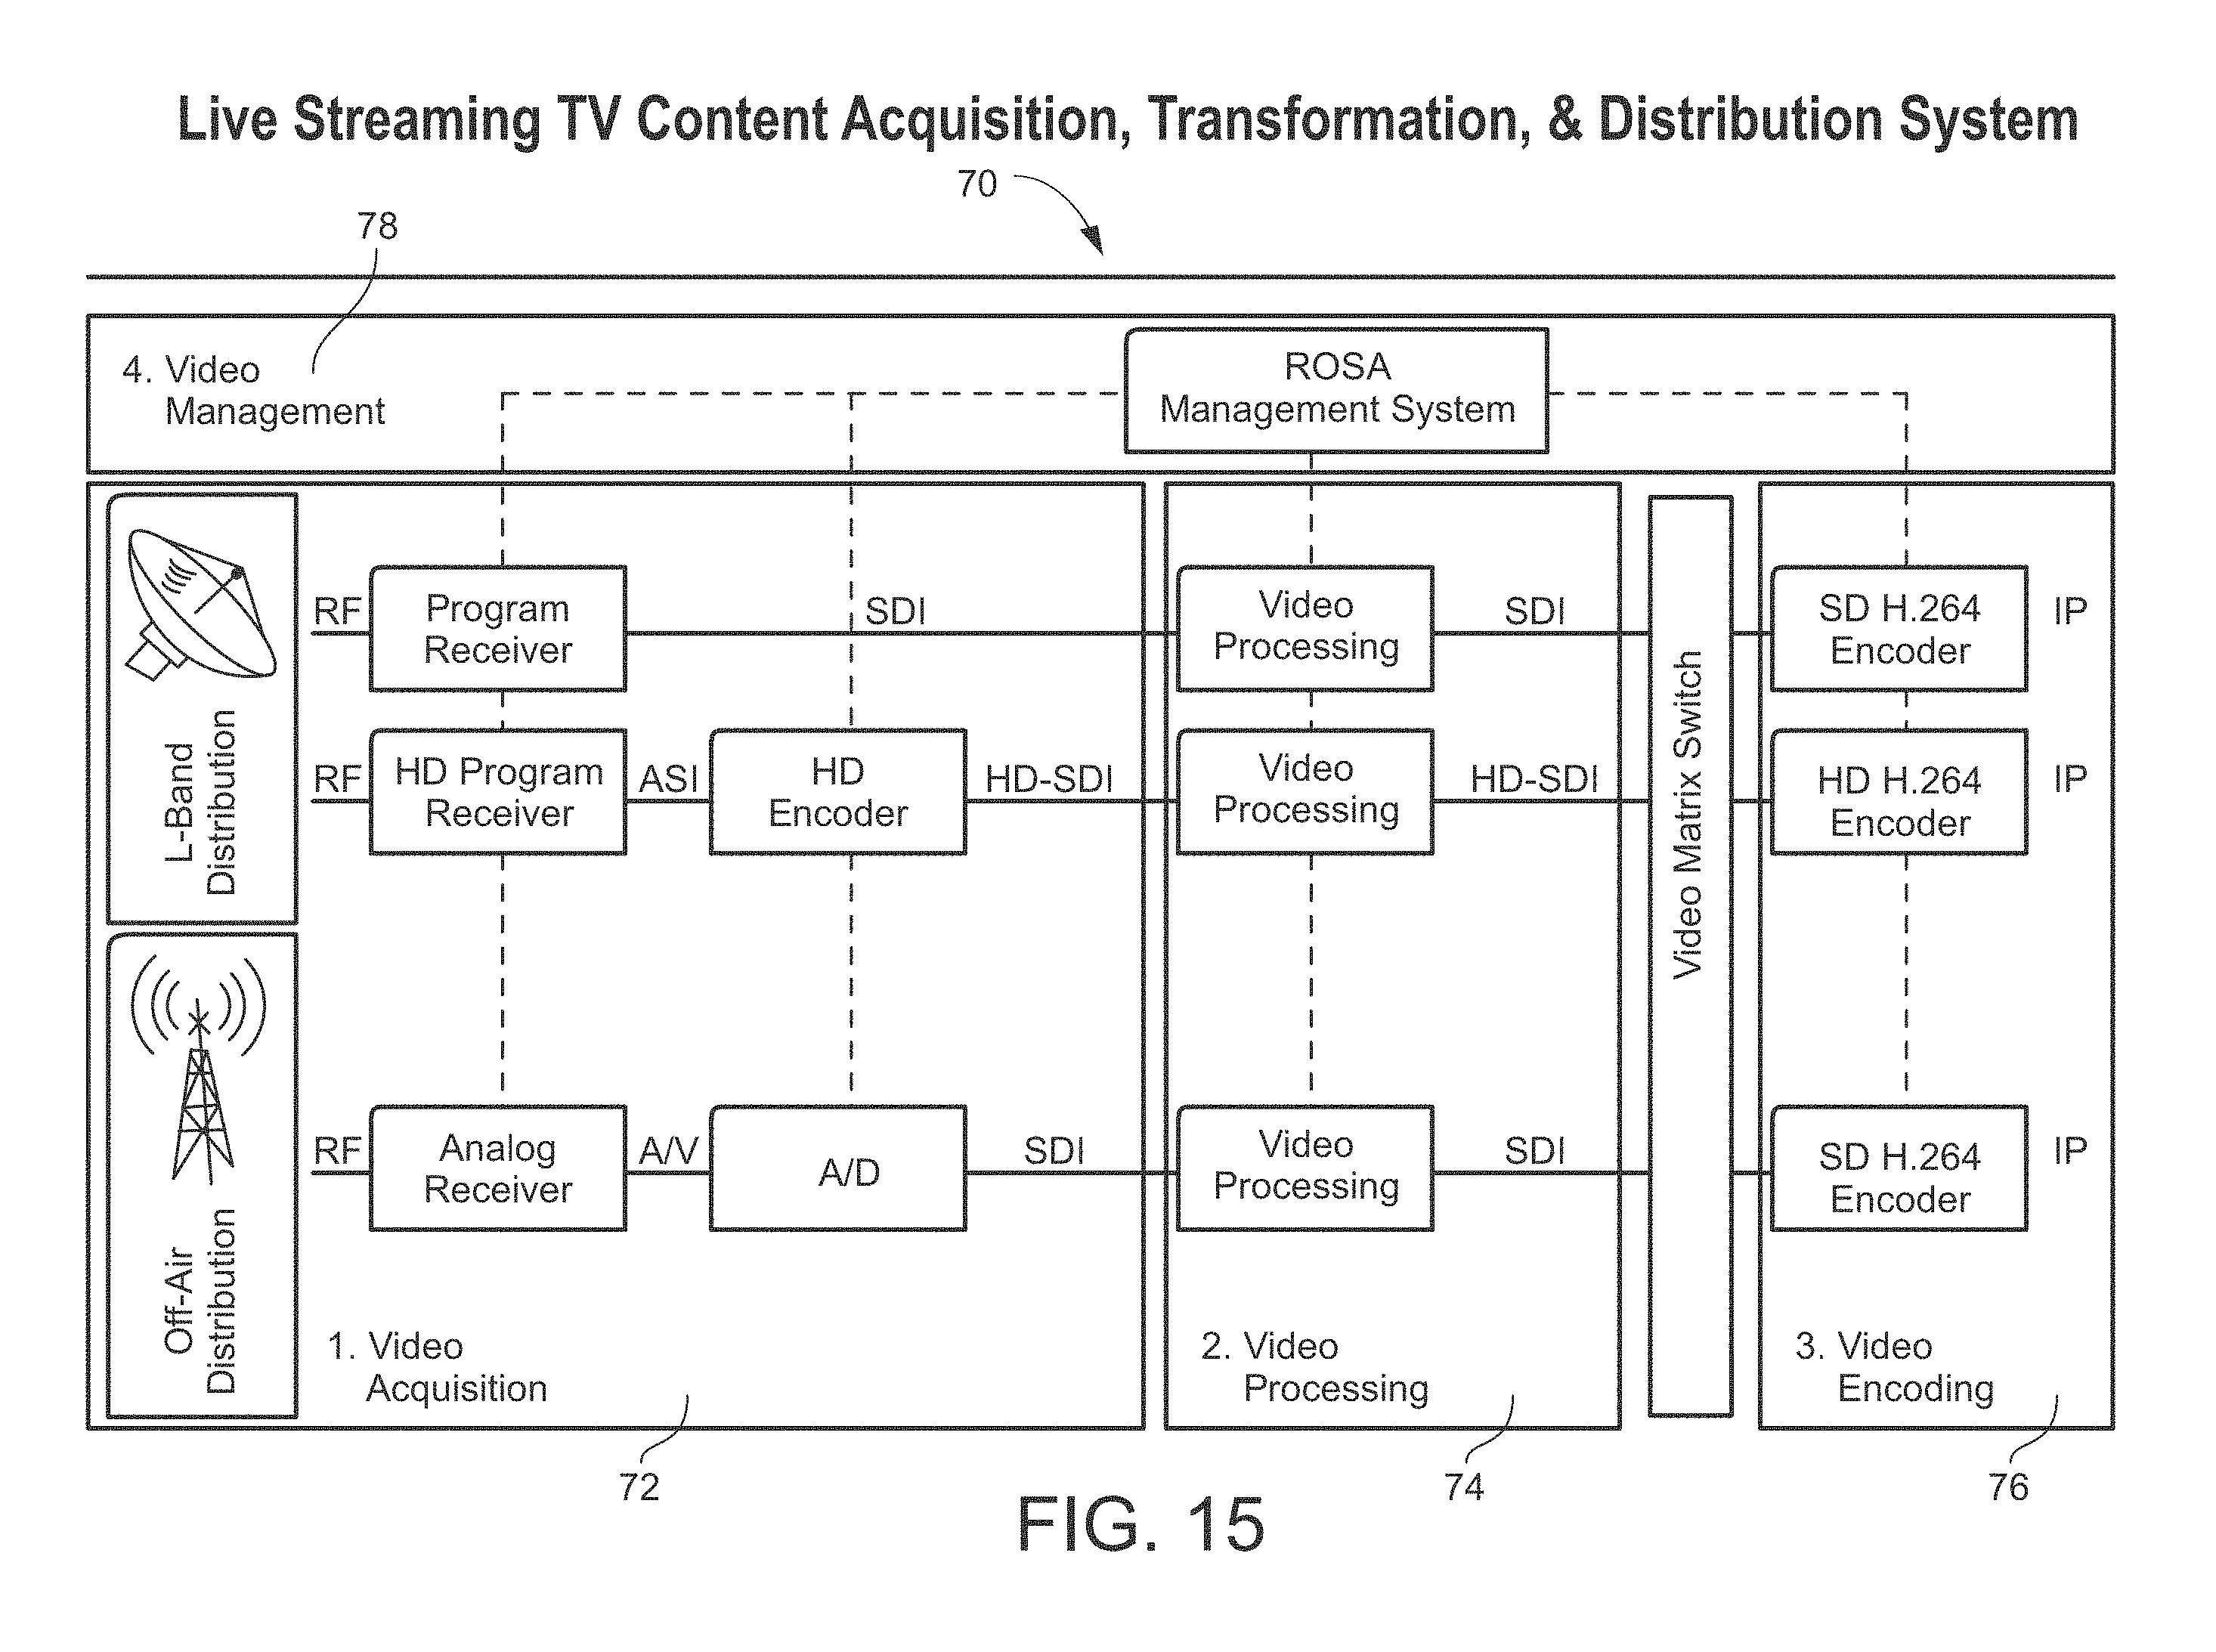 Live Streaming TV Content Acquisition, Transformation, & Distribution System
70
78
4. Video
Management
ROSA
Management System
L-Band
Distribution
RF
Program
Receiver
SDI
Video
Processing
SDI
SD H.264
Encoder
IP
RF
HD Program
Receiver
ASI
HD
Encoder
HD-SDI
Video
Processing
HD-SDI
HD H.264
Encoder
IP
Video Matrix Switch
Off-Air
Distribution
RF
Analog
Receiver
A/V
A/D
SDI
Video
Processing
SDI
SD H.264
Encoder
IP
1. Video
Acquisition
2. Video
Processing
3. Video
Encoding
72
74
76
FIG. 15